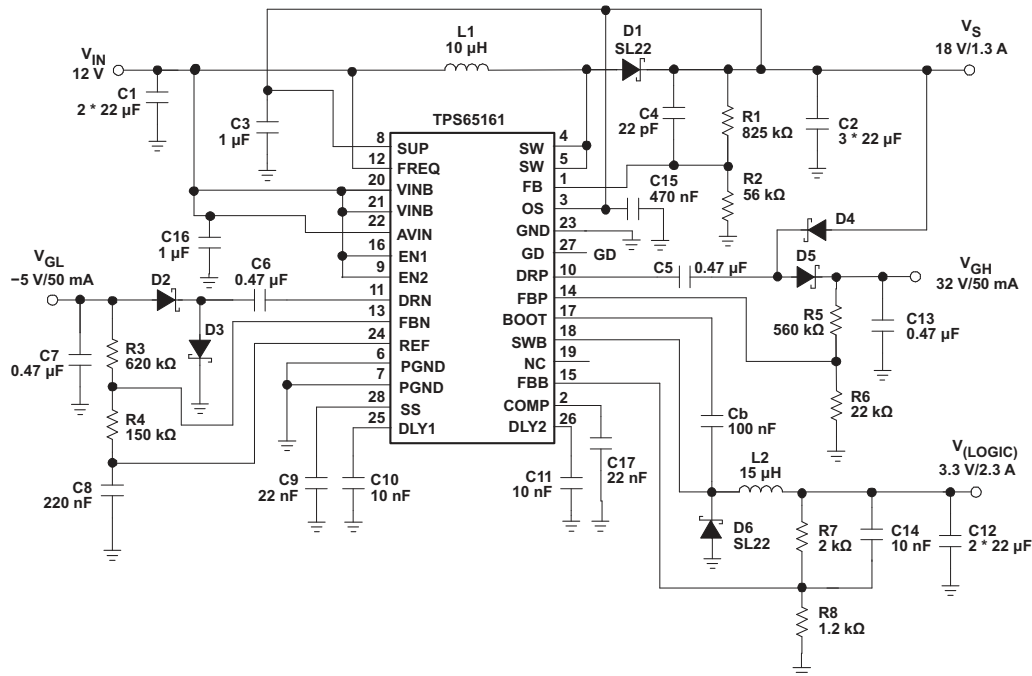 L1
10 µH
D1
SL22
V_S
18 V/1.3 A
V_IN
12 V
C1
2 * 22 µF
C3
1 µF
C4
22 pF
R1
825 kΩ
C2
3 * 22 µF
TPS65161
8 SUP
12 FREQ
20 VINB
21 VINB
22 AVIN
16 EN1
9 EN2
11 DRN
13 FBN
24 REF
6 PGND
7 PGND
28 SS
25 DLY1
SW 4
SW 5
FB 1
OS 3
GND 23
GD 27 GD
DRP 10
FBP 14
BOOT 17
SWB 18
NC 19
FBB 15
COMP 2
DLY2 26
C15
470 nF
R2
56 kΩ
C16
1 µF
D4
V_GL
−5 V/50 mA
D2
C6
0.47 µF
C5 0.47 µF
D5
V_GH
32 V/50 mA
D3
R5
560 kΩ
C13
0.47 µF
C7
0.47 µF
R3
620 kΩ
R4
150 kΩ
R6
22 kΩ
Cb
100 nF
C8
220 nF
C9
22 nF
C10
10 nF
C11
10 nF
C17
22 nF
L2
15 µH
V_(LOGIC)
3.3 V/2.3 A
D6
SL22
R7
2 kΩ
C14
10 nF
C12
2 * 22 µF
R8
1.2 kΩ